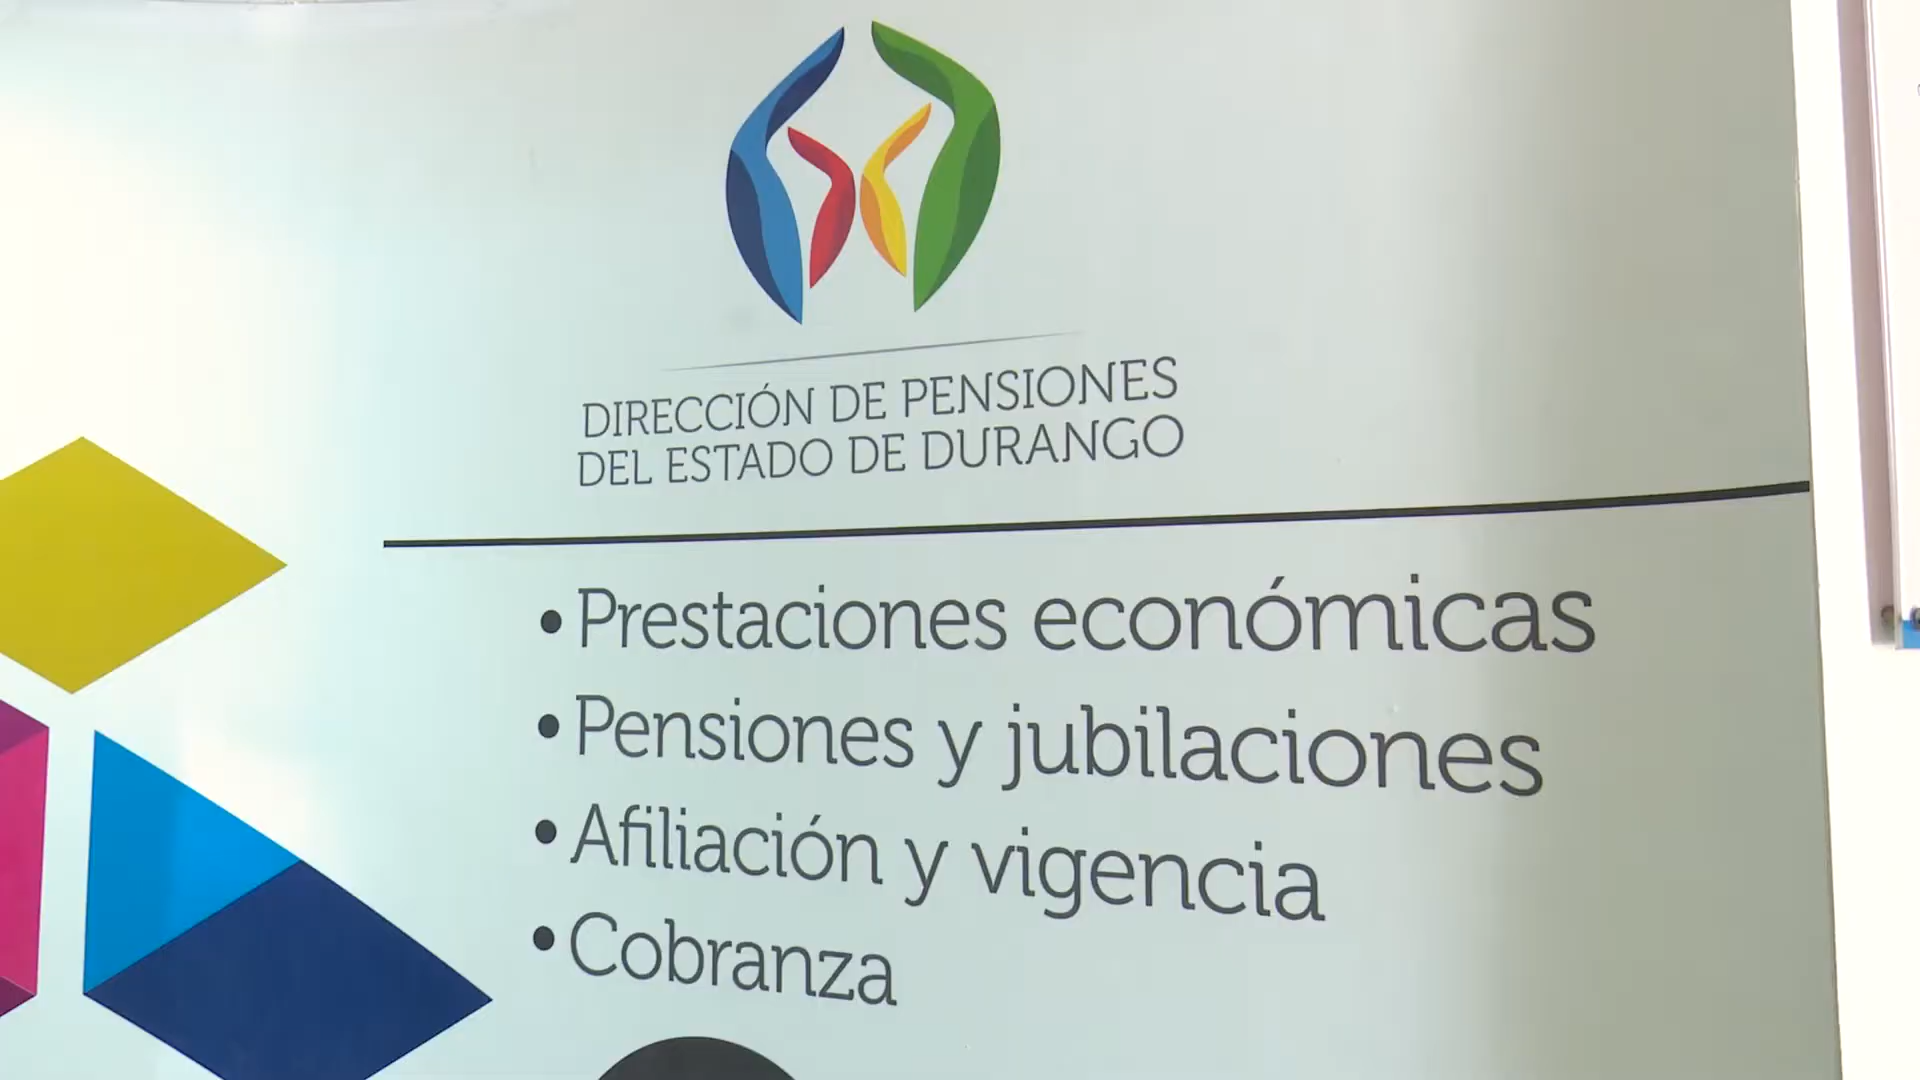 DIRECCIÓN DE PENSIONES
DEL ESTADO DE DURANGO
• Prestaciones económicas
• Pensiones y jubilaciones
• Afiliación y vigencia
• Cobranza